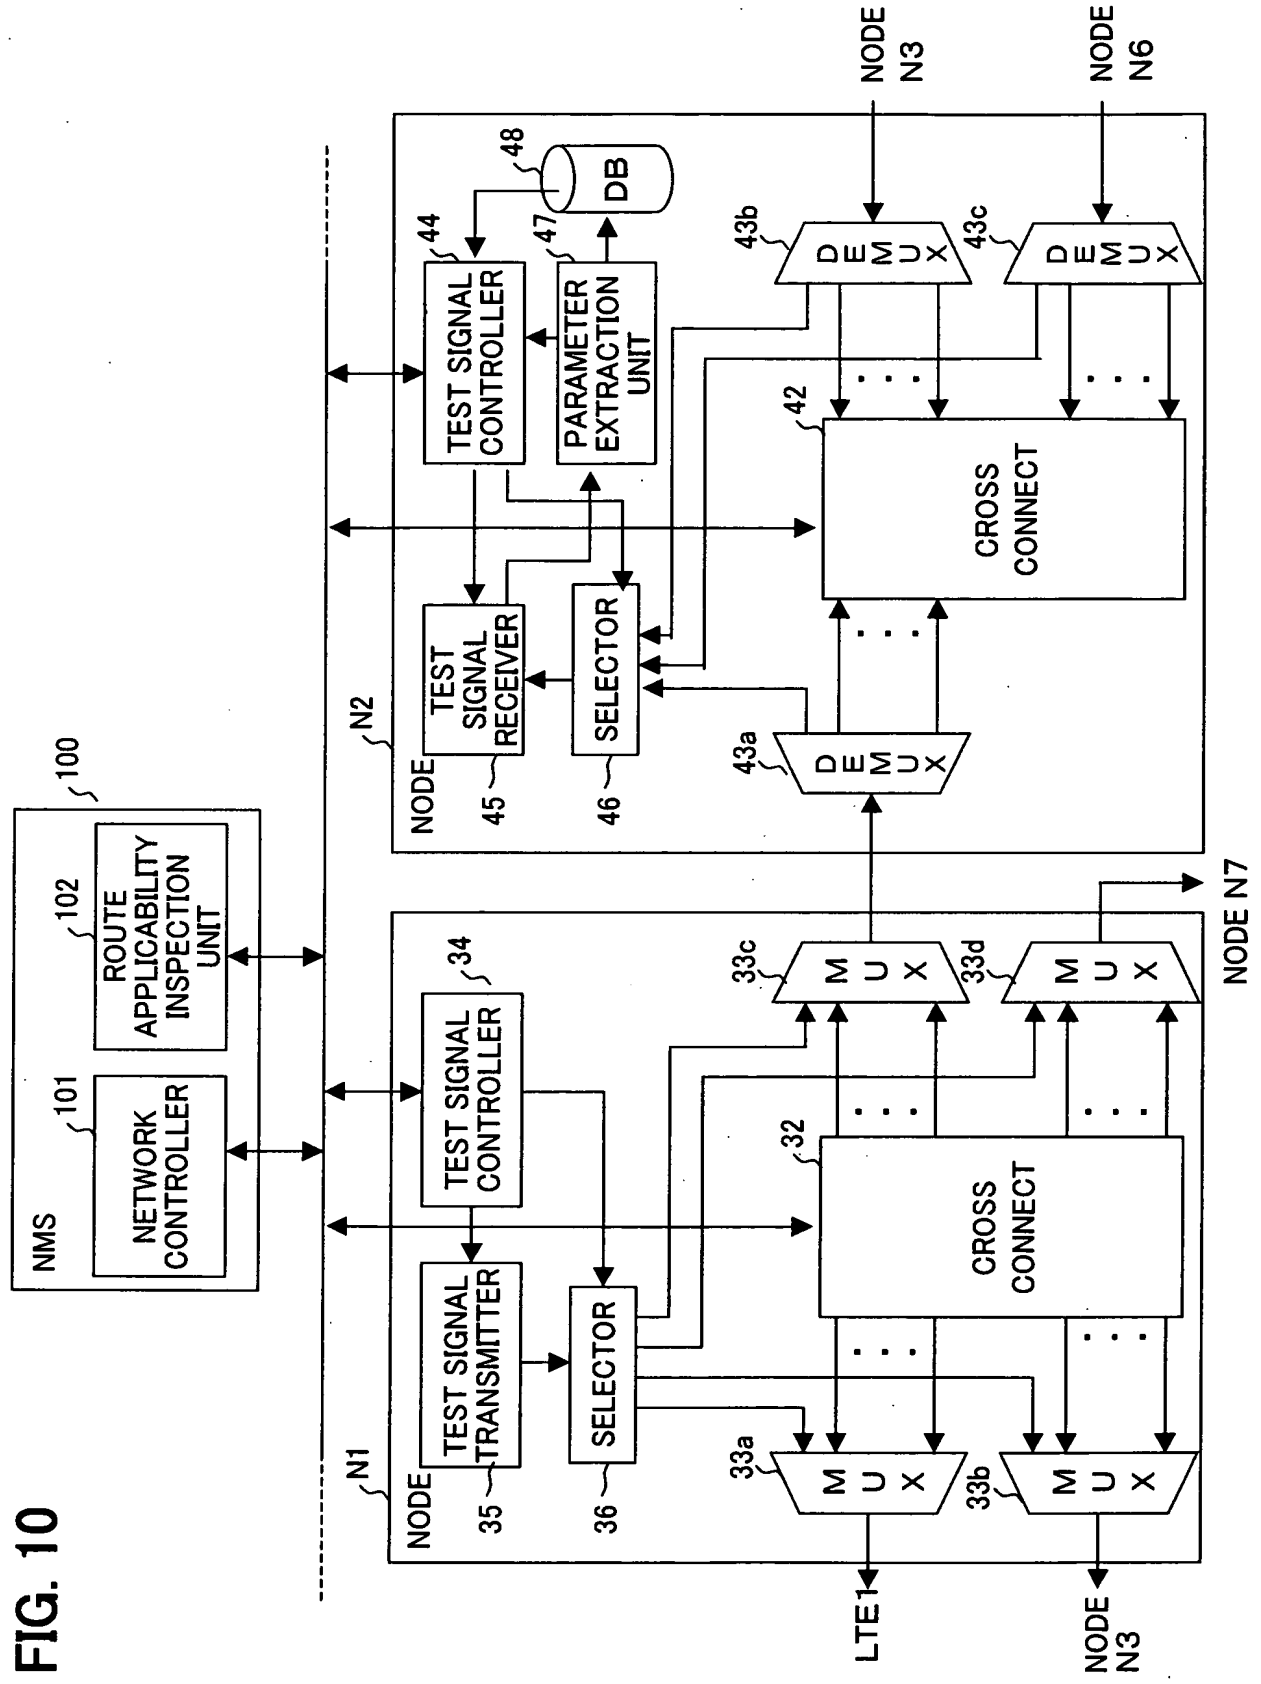 FIG. 10
NMS
100
NETWORK
CONTROLLER
101
ROUTE
APPLICABILITY
INSPECTION
UNIT
102
N1
NODE
TEST SIGNAL
TRANSMITTER
35
TEST SIGNAL
CONTROLLER
34
SELECTOR
36
CROSS
CONNECT
32
MUX
33a
MUX
33b
MUX
33c
MUX
33d
LTE1
NODE
N3
NODE N7
N2
NODE
TEST
SIGNAL
RECEIVER
45
TEST SIGNAL
CONTROLLER
44
SELECTOR
46
PARAMETER
EXTRACTION
UNIT
47
DB
48
CROSS
CONNECT
42
DEMUX
43a
DEMUX
43b
DEMUX
43c
NODE
N3
NODE
N6